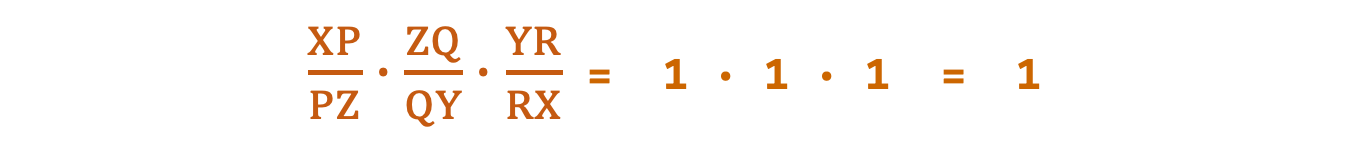 XP/PZ · ZQ/QY · YR/RX = 1 · 1 · 1 = 1